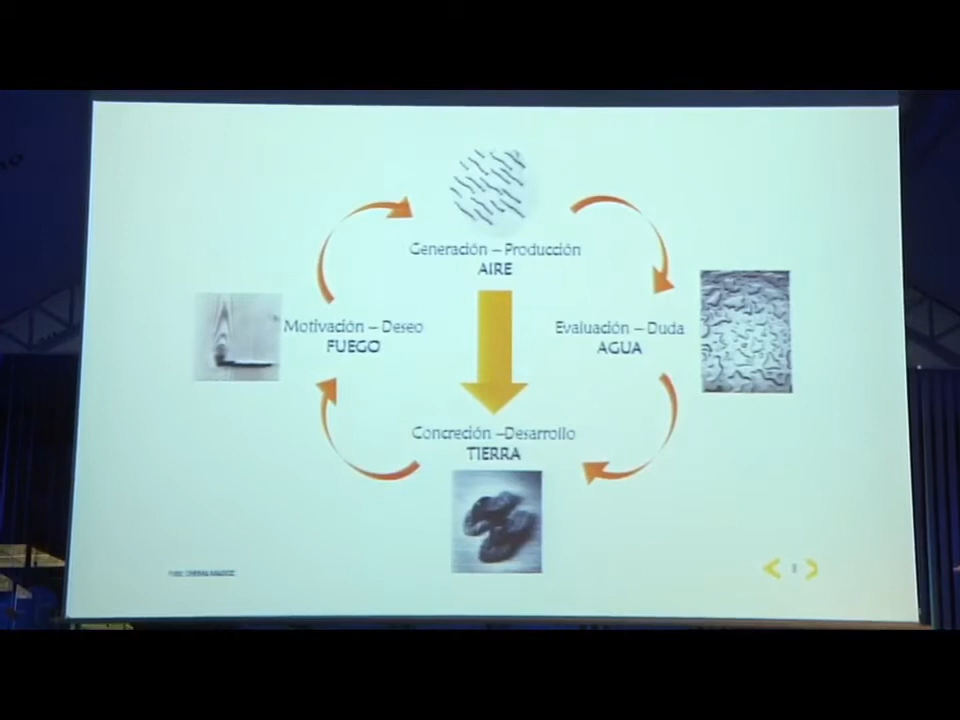 Generación – Producción
AIRE
Motivación – Deseo
FUEGO
Evaluación – Duda
AGUA
Concreción –Desarrollo
TIERRA